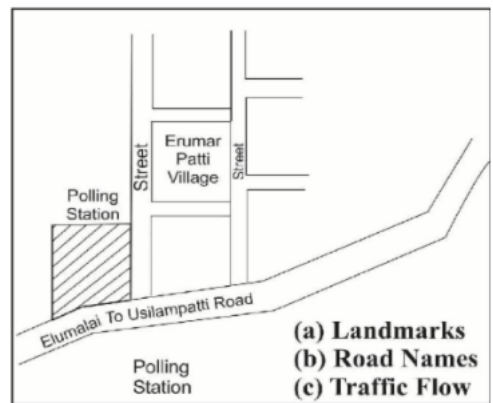 Erumar
Patti
Village
Street
Street
Polling
Station
Elumalai To Usilampatti Road
Polling
Station
(a) Landmarks
(b) Road Names
(c) Traffic Flow